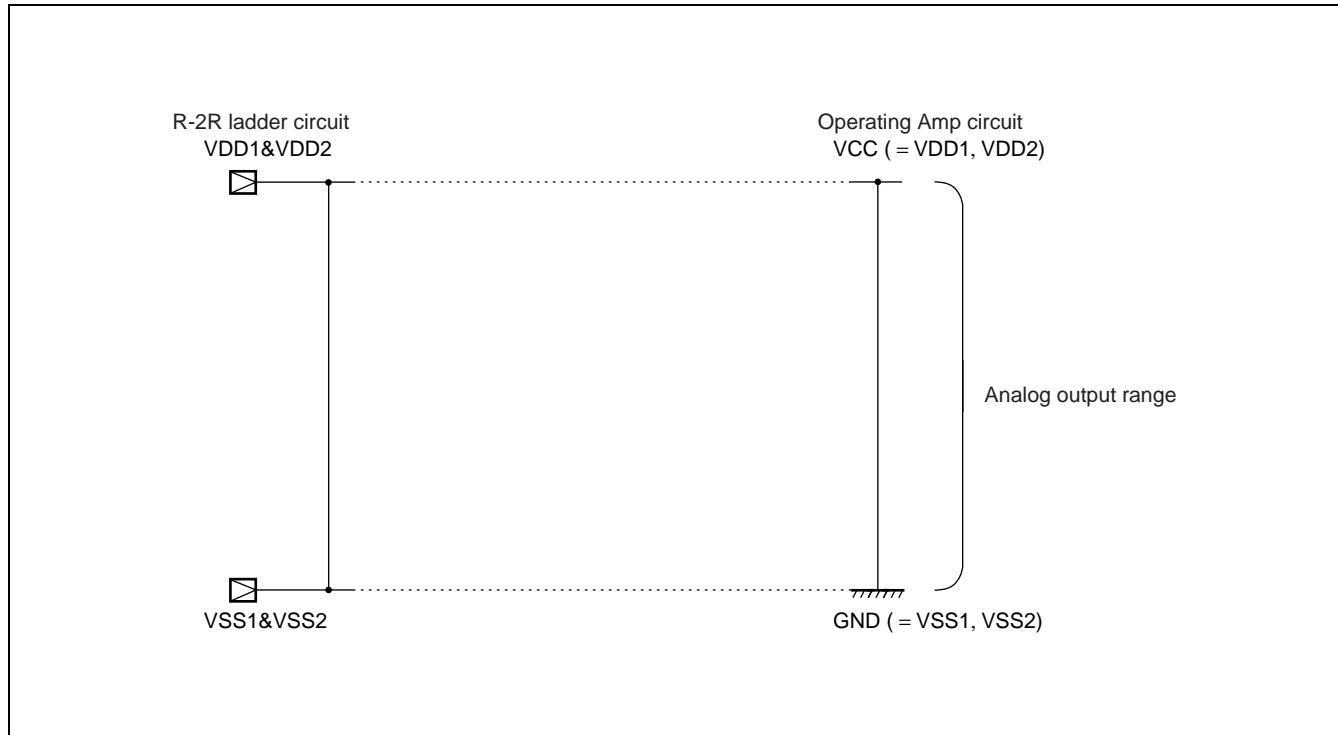 R-2R ladder circuit
VDD1&VDD2
Operating Amp circuit
VCC ( = VDD1, VDD2)
Analog output range
VSS1&VSS2
GND ( = VSS1, VSS2)